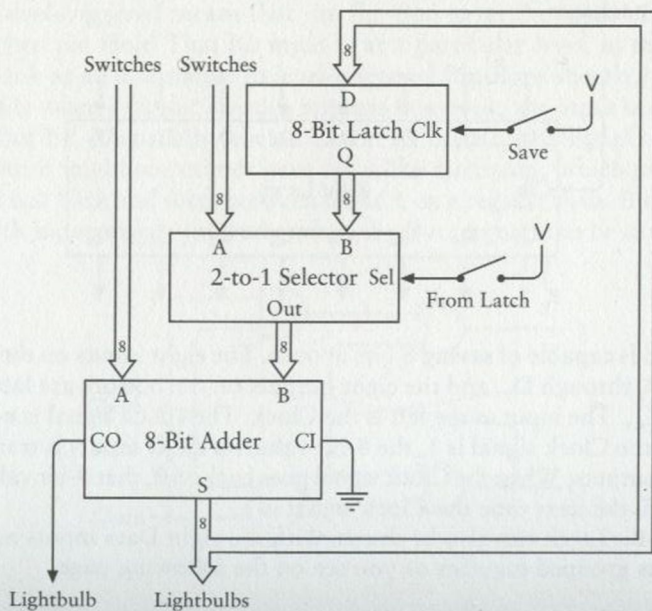 8
Switches Switches
V
D
8-Bit Latch Clk
Q
Save
8 8
A B
V
2-to-1 Selector Sel
Out
From Latch
8 8
A B
CO 8-Bit Adder CI
S
8
Lightbulb Lightbulbs